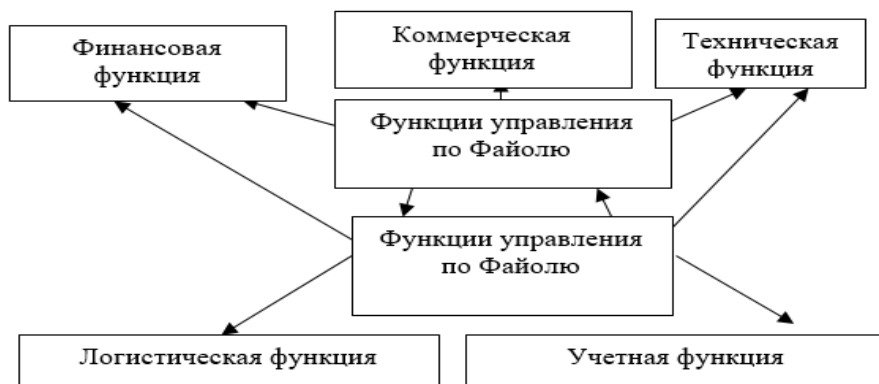 Финансовая
функция
Коммерческая
функция
Техническая
функция
Функции управления
по Файолю
Функции управления
по Файолю
Логистическая функция
Учетная функция